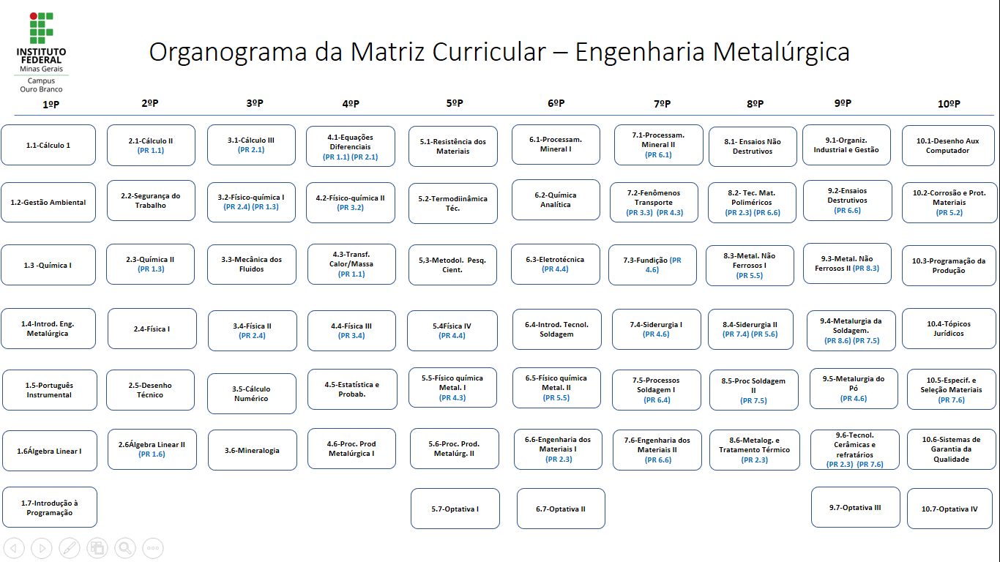 INSTITUTO
FEDERAL
Minas Gerais
Campus
Ouro Branco
Organograma da Matriz Curricular – Engenharia Metalúrgica
1ºP
2ºP
3ºP
4ºP
5ºP
6ºP
7ºP
8ºP
9ºP
10ºP
1.1-Cálculo 1
2.1-Cálculo II
(PR 1.1)
3.1-Cálculo III
(PR 2.1)
4.1-Equações
Diferenciais
(PR 1.1) (PR 2.1)
5.1-Resistência dos
Materiais
6.1-Processam.
Mineral I
7.1-Processam.
Mineral II
(PR 6.1)
8.1- Ensaios Não
Destrutivos
9.1-Organiz.
Industrial e Gestão
10.1-Desenho Aux
Computador
1.2-Gestão Ambiental
2.2-Segurança do
Trabalho
3.2-Físico-química I
(PR 2.4) (PR 1.3)
4.2-Físico-química II
(PR 3.2)
5.2-Termodiinâmica
Téc.
6.2-Química
Analítica
7.2-Fenômenos
Transporte
(PR 3.3) (PR 4.3)
8.2- Tec. Mat.
Poliméricos
(PR 2.3) (PR 6.6)
9.2-Ensaios
Destrutivos
(PR 6.6)
10.2-Corrosão e Prot.
Materiais
(PR 5.2)
1.3 -Química I
2.3-Química II
(PR 1.3)
3.3-Mecânica dos
Fluidos
4.3-Transf.
Calor/Massa
(PR 1.1)
5,3-Metodol. Pesq.
Cient.
6.3-Eletrotécnica
(PR 4.4)
7.3-Fundição (PR
4.6)
8.3-Metal. Não
Ferrosos I
(PR 5.5)
9.3-Metal. Não
Ferrosos II (PR 8.3)
10.3-Programação da
Produção
1.4-Introd. Eng.
Metalúrgica
2.4-Física I
3.4-Física II
(PR 2.4)
4.4-Física III
(PR 3.4)
5.4Física IV
(PR 4.4)
6.4-Introd. Tecnol.
Soldagem
7.4-Siderurgia I
(PR 4.6)
8.4-Siderurgia II
(PR 7.4) (PR 5.6)
9.4-Metalurgia da
Soldagem.
(PR 8.6) (PR 7.5)
10.4-Tópicos
Jurídicos
1.5-Português
Instrumental
2.5-Desenho
Técnico
3.5-Cálculo
Numérico
4.5-Estatística e
Probab.
5.5-Físico química
Metal. I
(PR 4.3)
6.5-Físico química
Metal. II
(PR 5.5)
7.5-Processos
Soldagem I
(PR 6.4)
8.5-Proc Soldagem
II
(PR 7.5)
9.5-Metalurgia do
Pó
(PR 4.6)
10.5-Especif. e
Seleção Materiais
(PR 7.6)
1.6Álgebra Linear I
2.6Álgebra Linear II
(PR 1.6)
3.6-Mineralogia
4.6-Proc. Prod
Metalúrgica I
5.6-Proc. Prod.
Metalúrg. II
6.6-Engenharia dos
Materiais I
(PR 2.3)
7.6-Engenharia dos
Materiais II
(PR 6.6)
8.6-Metalog. e
Tratamento Térmico
(PR 2.3)
9.6-Tecnol.
Cerâmicas e
refratários
(PR 2.3) (PR 7.6)
10.6-Sistemas de
Garantia da
Qualidade
1.7-Introdução à
Programação
5.7-Optativa I
6.7-Optativa II
9.7-Optativa III
10.7-Optativa IV